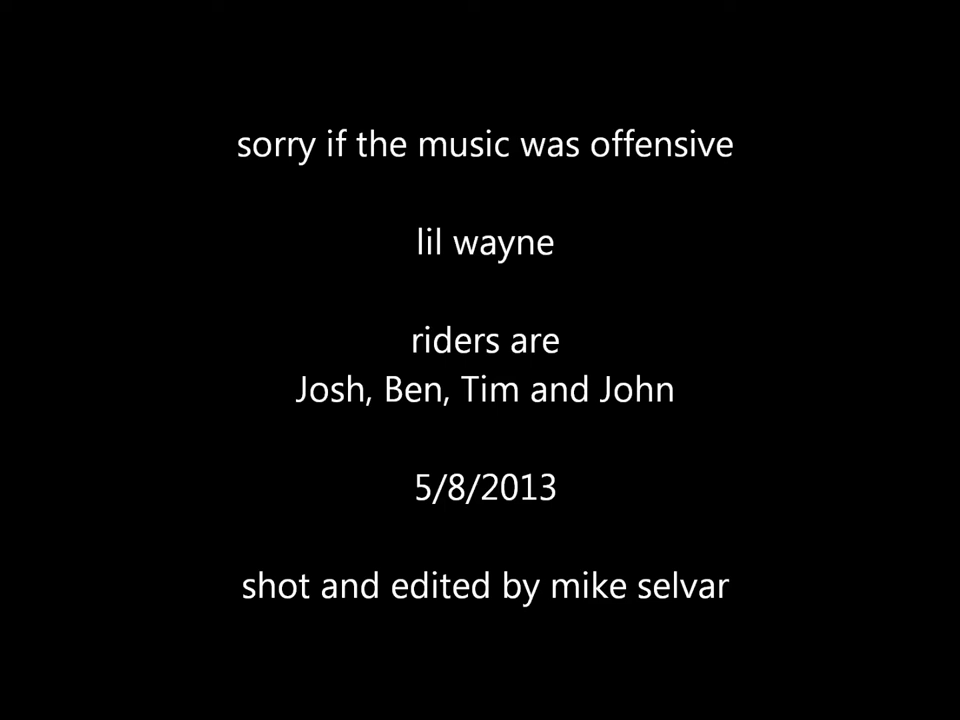 sorry if the music was offensive
lil wayne
riders are
Josh, Ben, Tim and John
5/8/2013
shot and edited by mike selvar